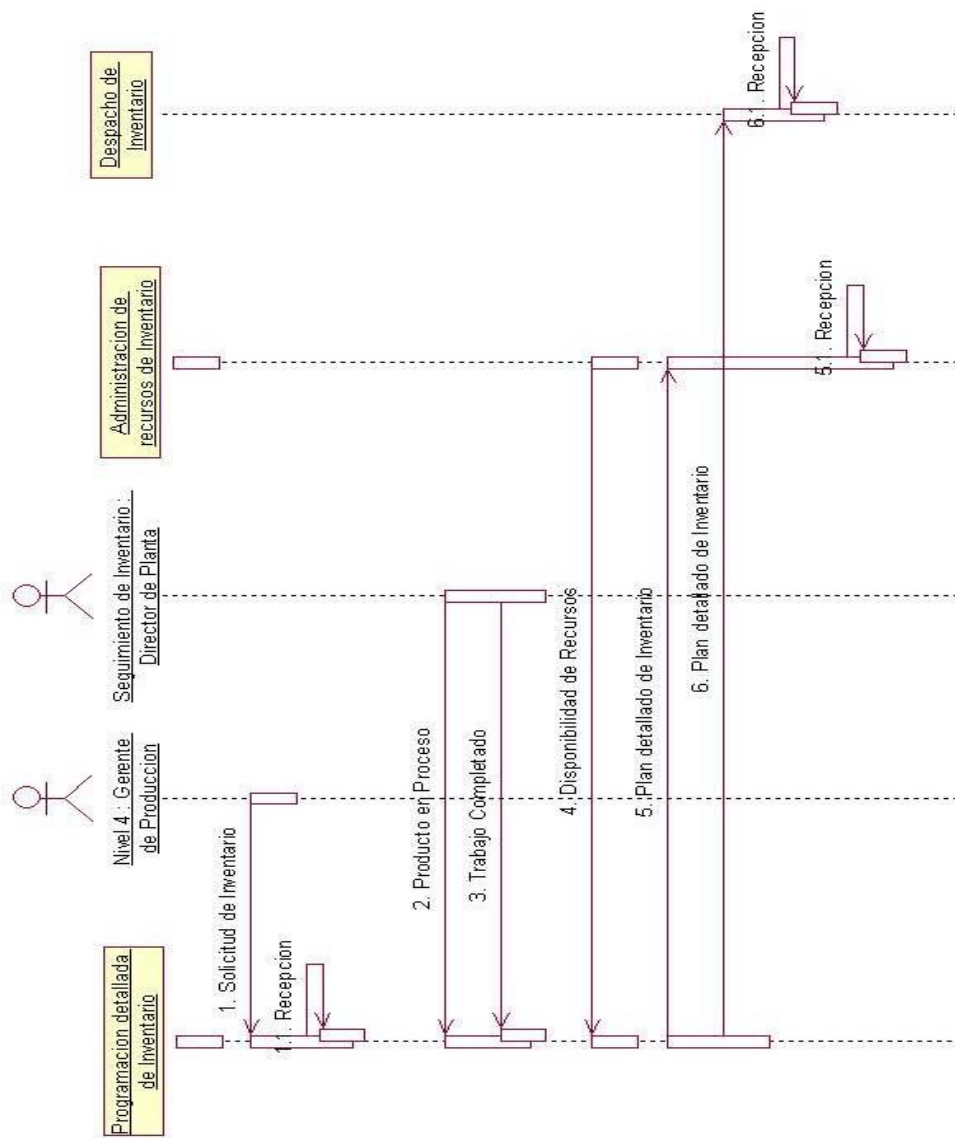 Programacion detallada
de Inventario
Nivel 4 : Gerente
de Produccion
Seguimiento de Inventario :
Director de Planta
Administracion de
recursos de Inventario
Despacho de
Inventario
1. Solicitud de Inventario
1.1. Recepcion
2. Producto en Proceso
3. Trabajo Completado
4. Disponibilidad de Recursos
5. Plan detallado de Inventario
6. Plan detallado de Inventario
6.1. Recepcion
5.1. Recepcion